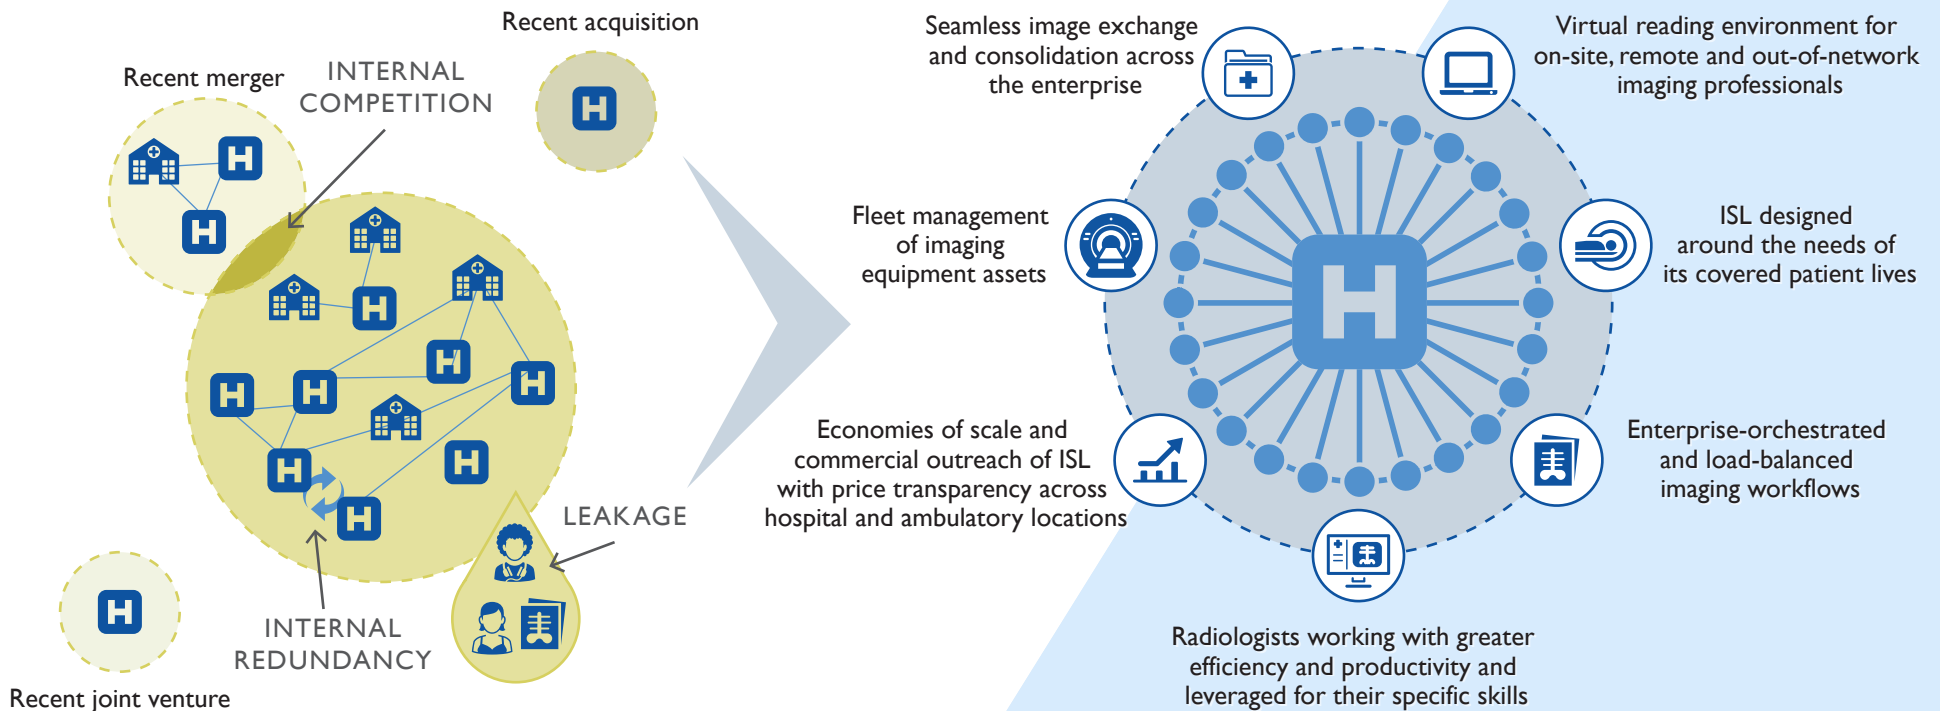 Recent acquisition
Recent merger
INTERNAL
COMPETITION
H
H
H
H
H
H
H
H
H
H
H
H
LEAKAGE
INTERNAL
REDUNDANCY
H
Recent joint venture
Seamless image exchange
and consolidation across
the enterprise
Virtual reading environment for
on-site, remote and out-of-network
imaging professionals
Fleet management
of imaging
equipment assets
ISL designed
around the needs of
its covered patient lives
H
Economies of scale and
commercial outreach of ISL
with price transparency across
hospital and ambulatory locations
Enterprise-orchestrated
and load-balanced
imaging workflows
Radiologists working with greater
efficiency and productivity and
leveraged for their specific skills